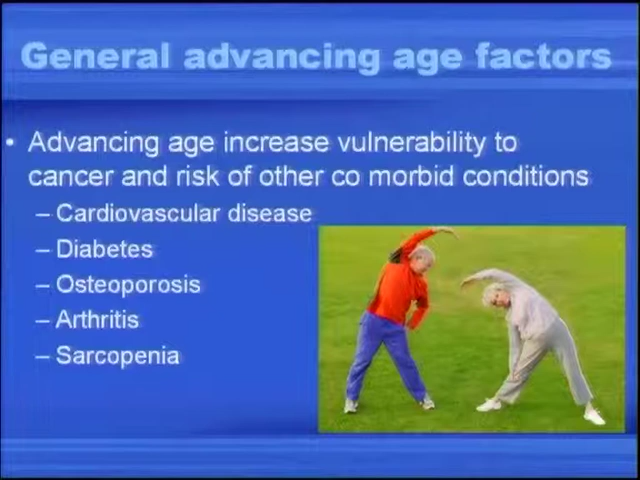 General advancing age factors
• Advancing age increase vulnerability to
cancer and risk of other co morbid conditions
– Cardiovascular disease
– Diabetes
– Osteoporosis
– Arthritis
– Sarcopenia